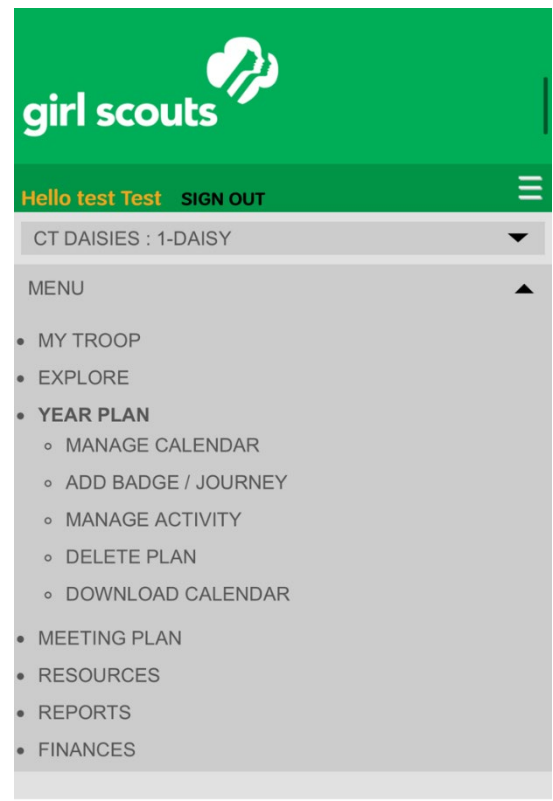 girl scouts
Hello test Test SIGN OUT
CT DAISIES : 1-DAISY
MENU
MY TROOP
EXPLORE
YEAR PLAN
MANAGE CALENDAR
ADD BADGE / JOURNEY
MANAGE ACTIVITY
DELETE PLAN
DOWNLOAD CALENDAR
MEETING PLAN
RESOURCES
REPORTS
FINANCES